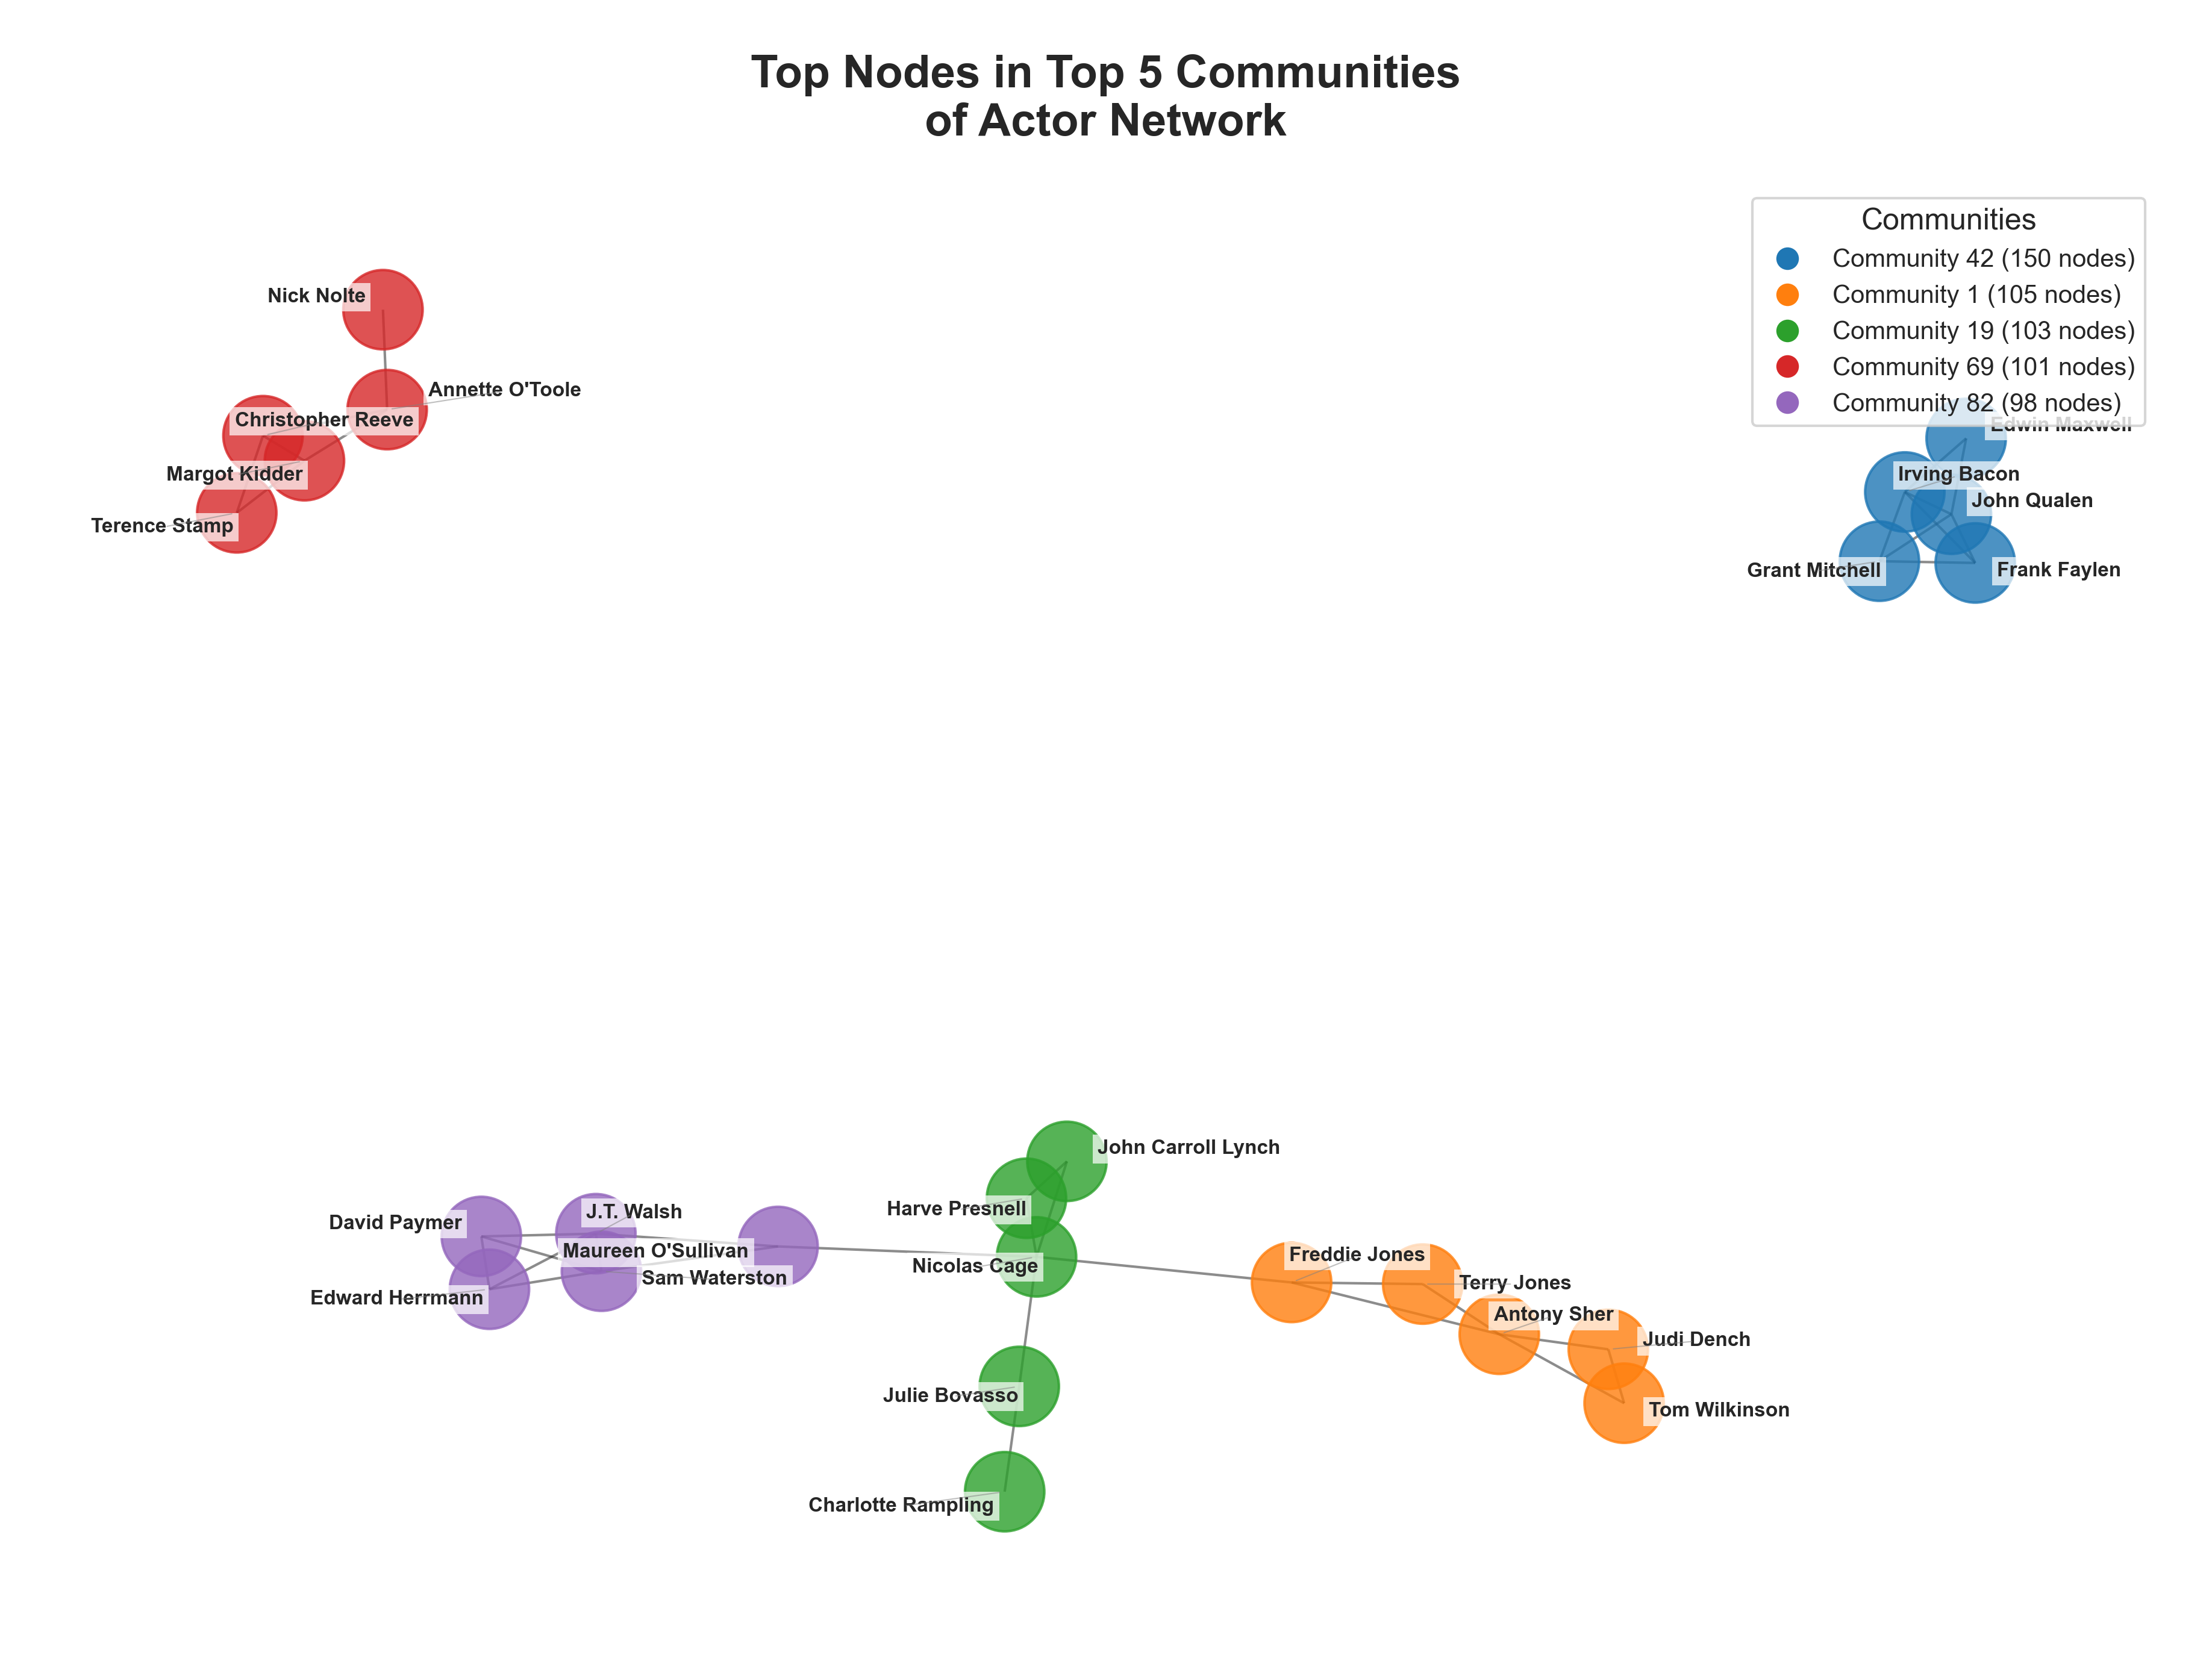 Top Nodes in Top 5 Communities
of Actor Network
Communities
Community 42 (150 nodes)
Community 1 (105 nodes)
Community 19 (103 nodes)
Community 69 (101 nodes)
Community 82 (98 nodes)
Nick Nolte
Annette O'Toole
Christopher Reeve
Margot Kidder
Terence Stamp
Edwin Maxwell
Irving Bacon
John Qualen
Grant Mitchell
Frank Faylen
John Carroll Lynch
Harve Presnell
Nicolas Cage
Julie Bovasso
Charlotte Rampling
David Paymer
J.T. Walsh
Maureen O'Sullivan
Sam Waterston
Edward Herrmann
Freddie Jones
Terry Jones
Antony Sher
Judi Dench
Tom Wilkinson